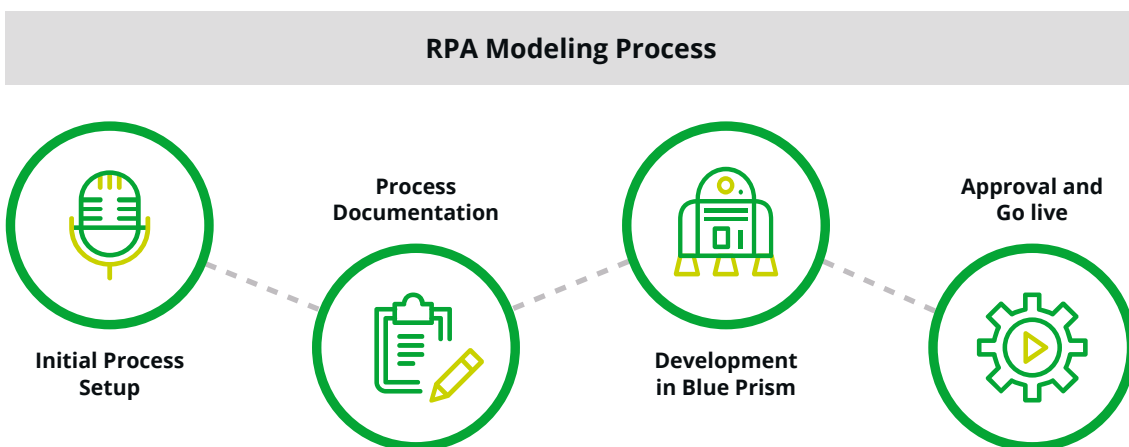 RPA Modeling Process
Initial Process
Setup
Process
Documentation
Development
in Blue Prism
Approval and
Go live